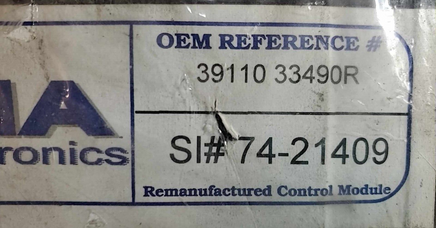 OEM REFERENCE #
39110 33490R
SI# 74-21409
Remanufactured Control Module